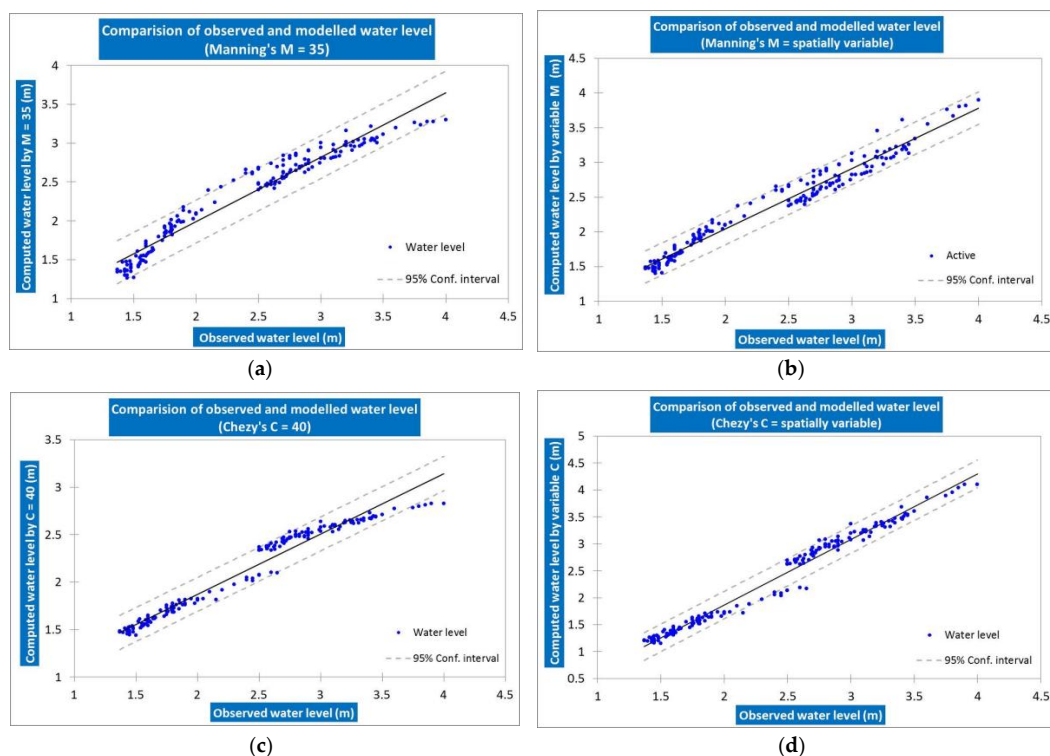 Comparision of observed and modelled water level
(Manning's M = 35)
Computed water level by M = 35 (m)
4
3.5
3
2.5
2
1.5
1
1 1.5 2 2.5 3 3.5 4 4.5
Water level
95% Conf. interval
Observed water level (m)
(a)
Comparision of observed and modelled water level
(Manning's M = spatially variable)
Computed water level by variable M (m)
4.5
4
3.5
3
2.5
2
1.5
1
1 1.5 2 2.5 3 3.5 4 4.5
Active
95% Conf. interval
Observed water level (m)
(b)
Comparision of observed and modelled water level
(Chezy's C = 40)
Computed water level by C = 40 (m)
3.5
3
2.5
2
1.5
1
1 1.5 2 2.5 3 3.5 4 4.5
Water level
95% Conf. interval
Observed water level (m)
(c)
Comparision of observed and modelled water level
(Chezy's C = spatially variable)
Computed water level by variable C (m)
5
4.5
4
3.5
3
2.5
2
1.5
1
0.5
1 1.5 2 2.5 3 3.5 4 4.5
Water level
95% Conf. interval
Observed water level (m)
(d)